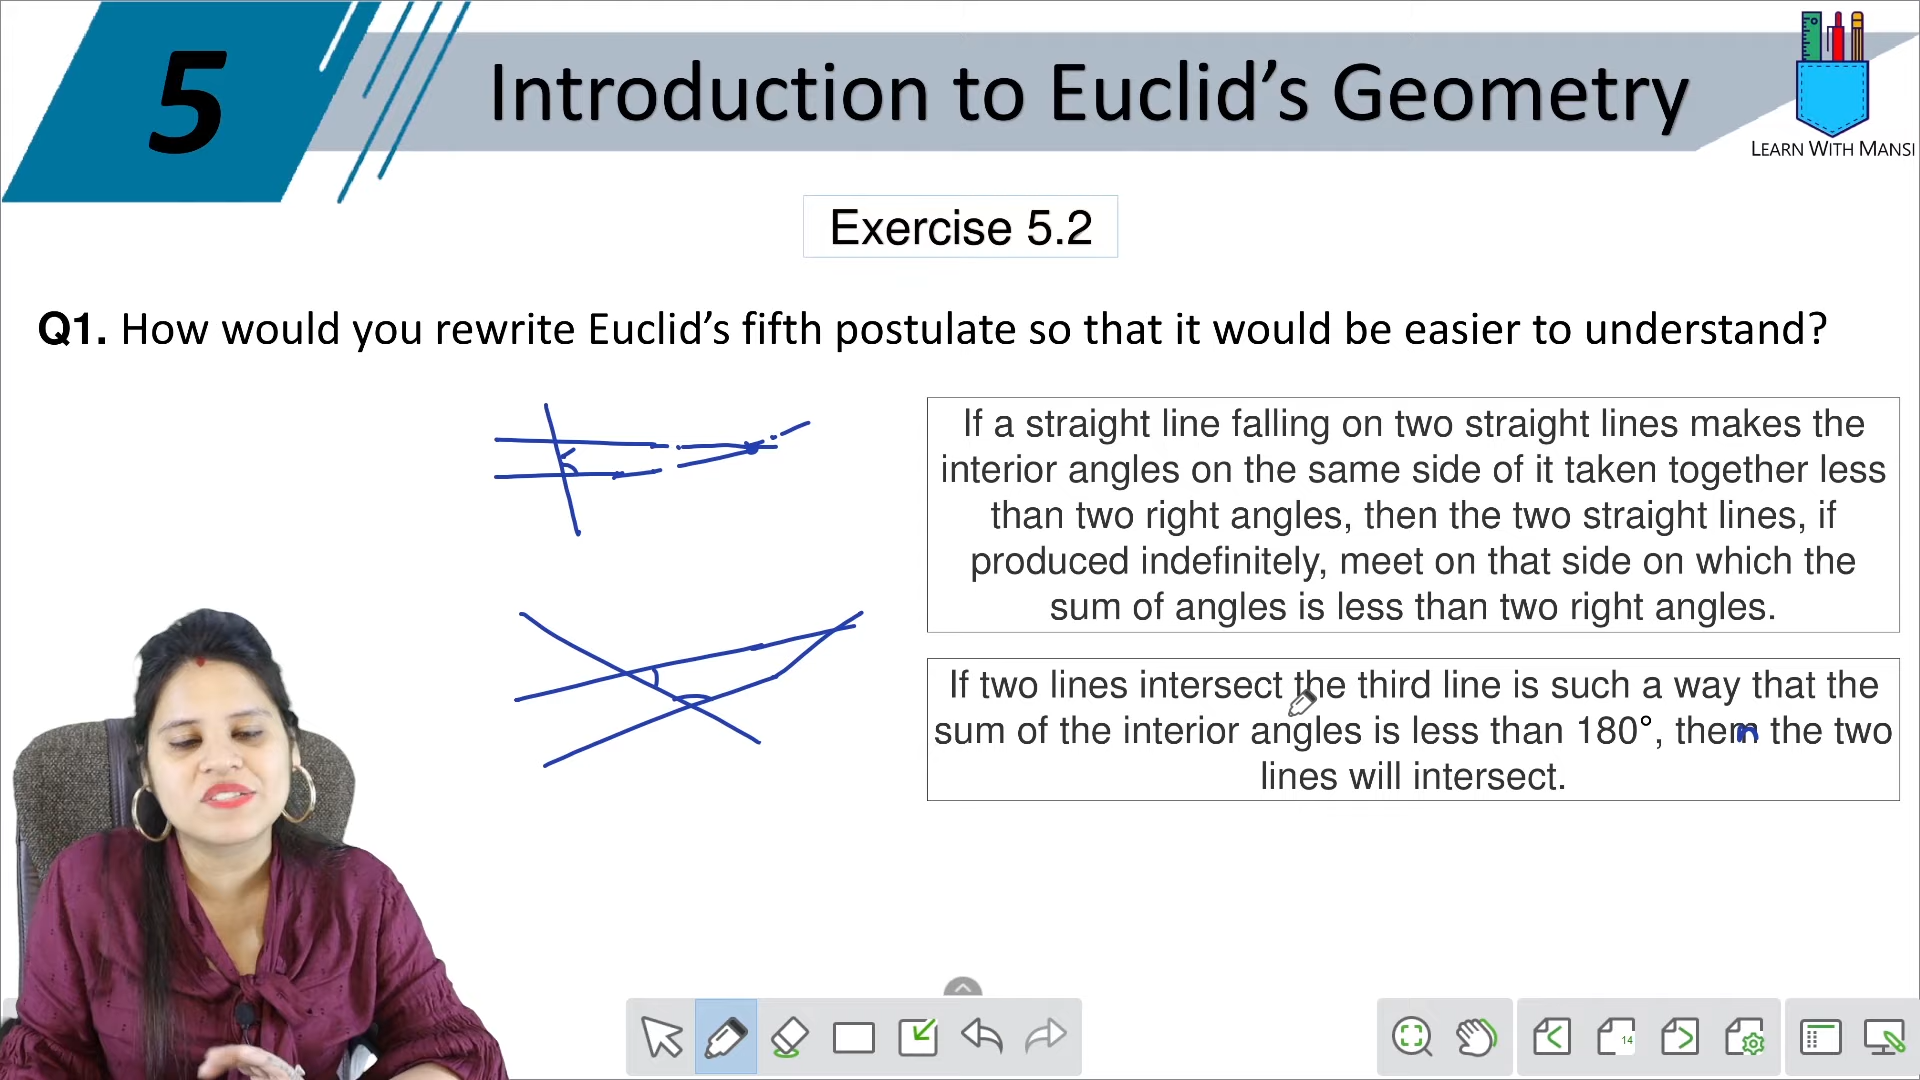 5
Introduction to Euclid’s Geometry
LEARN WITH MANSI
Exercise 5.2
Q1. How would you rewrite Euclid’s fifth postulate so that it would be easier to understand?
If a straight line falling on two straight lines makes the
interior angles on the same side of it taken together less
than two right angles, then the two straight lines, if
produced indefinitely, meet on that side on which the
sum of angles is less than two right angles.
If two lines intersect the third line is such a way that the
sum of the interior angles is less than 180°, them the two
lines will intersect.
14